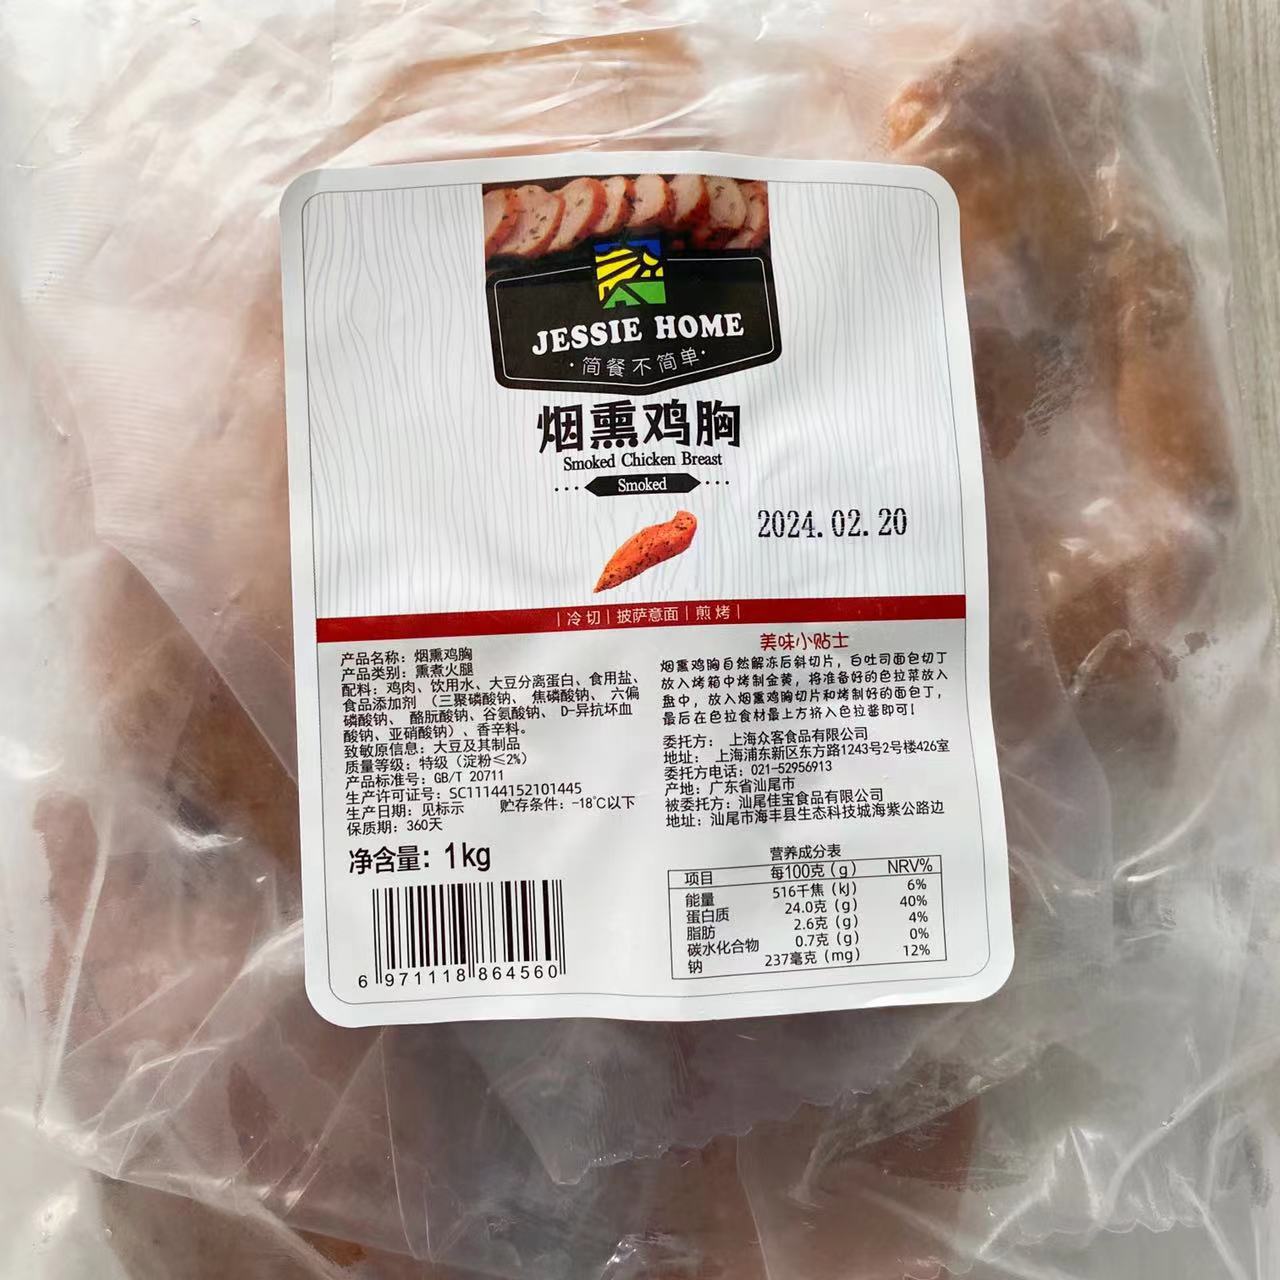 JESSIE HOME
·简餐不简单·
烟熏鸡胸
Smoked Chicken Breast
Smoked
2024.02.20
|冷切|披萨意面|煎烤|
产品名称：烟熏鸡胸
产品类别：熏煮火腿
配料：鸡肉、饮用水、大豆分离蛋白、食用盐、
食品添加剂 （三聚磷酸钠、 焦磷酸钠、 六偏
磷酸钠、 酪朊酸钠、谷氨酸钠、 D-异抗坏血
酸钠、亚硝酸钠）、香辛料。
致敏原信息：大豆及其制品
质量等级：特级（淀粉≤2%）
产品标准号：GB/T 20711
生产许可证号：SC11144152101445
生产日期：见标示 贮存条件：-18℃以下
保质期：360天
净含量：1kg
6 971118 864560
美味小贴士
烟熏鸡胸自然解冻后斜切片，白吐司面包切丁
放入烤箱中烤制金黄，将准备好的色拉菜放入
盘中，放入烟熏鸡胸切片和烤制好的面包丁，
最后在色拉食材最上方挤入色拉酱即可！
委托方： 上海众客食品有限公司
地址： 上海浦东新区东方路1243号2号楼426室
委托方电话：021-52956913
产地：广东省汕尾市
被委托方：汕尾佳宝食品有限公司
地址：汕尾市海丰县生态科技城海紫公路边
营养成分表
项目 每100克（g） NRV%
能量 516千焦（kJ） 6%
蛋白质 24.0克（g） 40%
脂肪 2.6克（g） 4%
碳水化合物 0.7克（g） 0%
钠 237毫克（mg） 12%